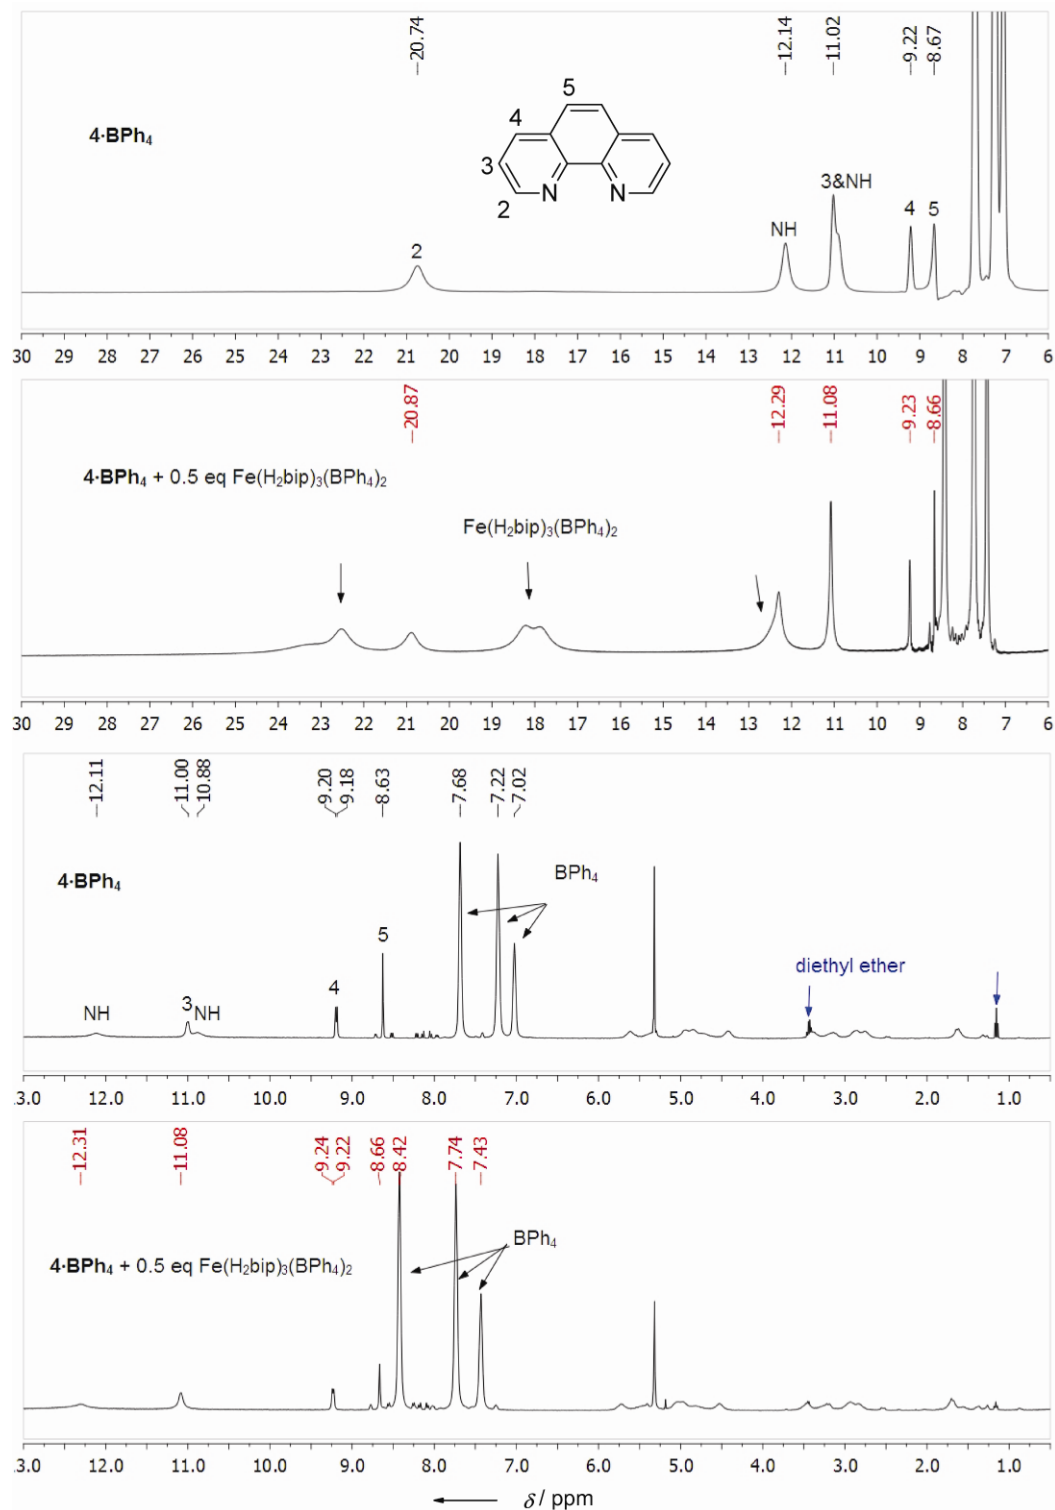 20.74
12.14
11.02
9.22
8.67
5
4
3
2
N
N
4·BPh₄
2
NH
3&NH
4
5
30 29 28 27 26 25 24 23 22 21 20 19 18 17 16 15 14 13 12 11 10 9 8 7 6
20.87
12.29
11.08
9.23
8.66
4·BPh₄ + 0.5 eq Fe(H₂bip)₃(BPh₄)₂
Fe(H₂bip)₃(BPh₄)₂
30 29 28 27 26 25 24 23 22 21 20 19 18 17 16 15 14 13 12 11 10 9 8 7 6
12.11
11.00
10.88
9.20
9.18
8.63
7.68
7.22
7.02
4·BPh₄
BPh₄
5
diethyl ether
4
NH
3
NH
3.0 12.0 11.0 10.0 9.0 8.0 7.0 6.0 5.0 4.0 3.0 2.0 1.0
12.31
11.08
9.24
9.22
8.66
8.42
7.74
7.43
BPh₄
4·BPh₄ + 0.5 eq Fe(H₂bip)₃(BPh₄)₂
3.0 12.0 11.0 10.0 9.0 8.0 7.0 6.0 5.0 4.0 3.0 2.0 1.0
δ / ppm